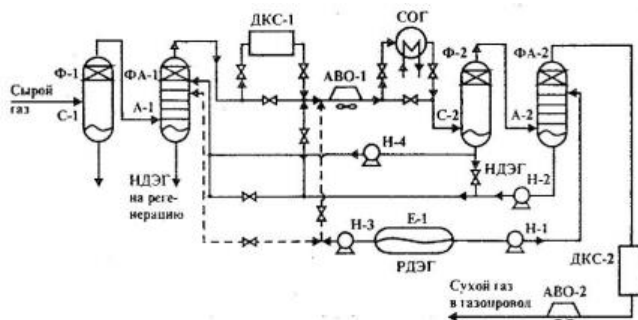 ДКС-1
СОГ
Ф-1
ФА-1
АВО-1
Ф-2
ФА-2
Сырой
газ
С-1
А-1
С-2
А-2
Н-4
НДЭГ
на реге-
нерацию
НДЭГ
Н-2
Н-3
Е-1
Н-1
РДЭГ
ДКС-2
Сухой газ
в газопровод
АВО-2